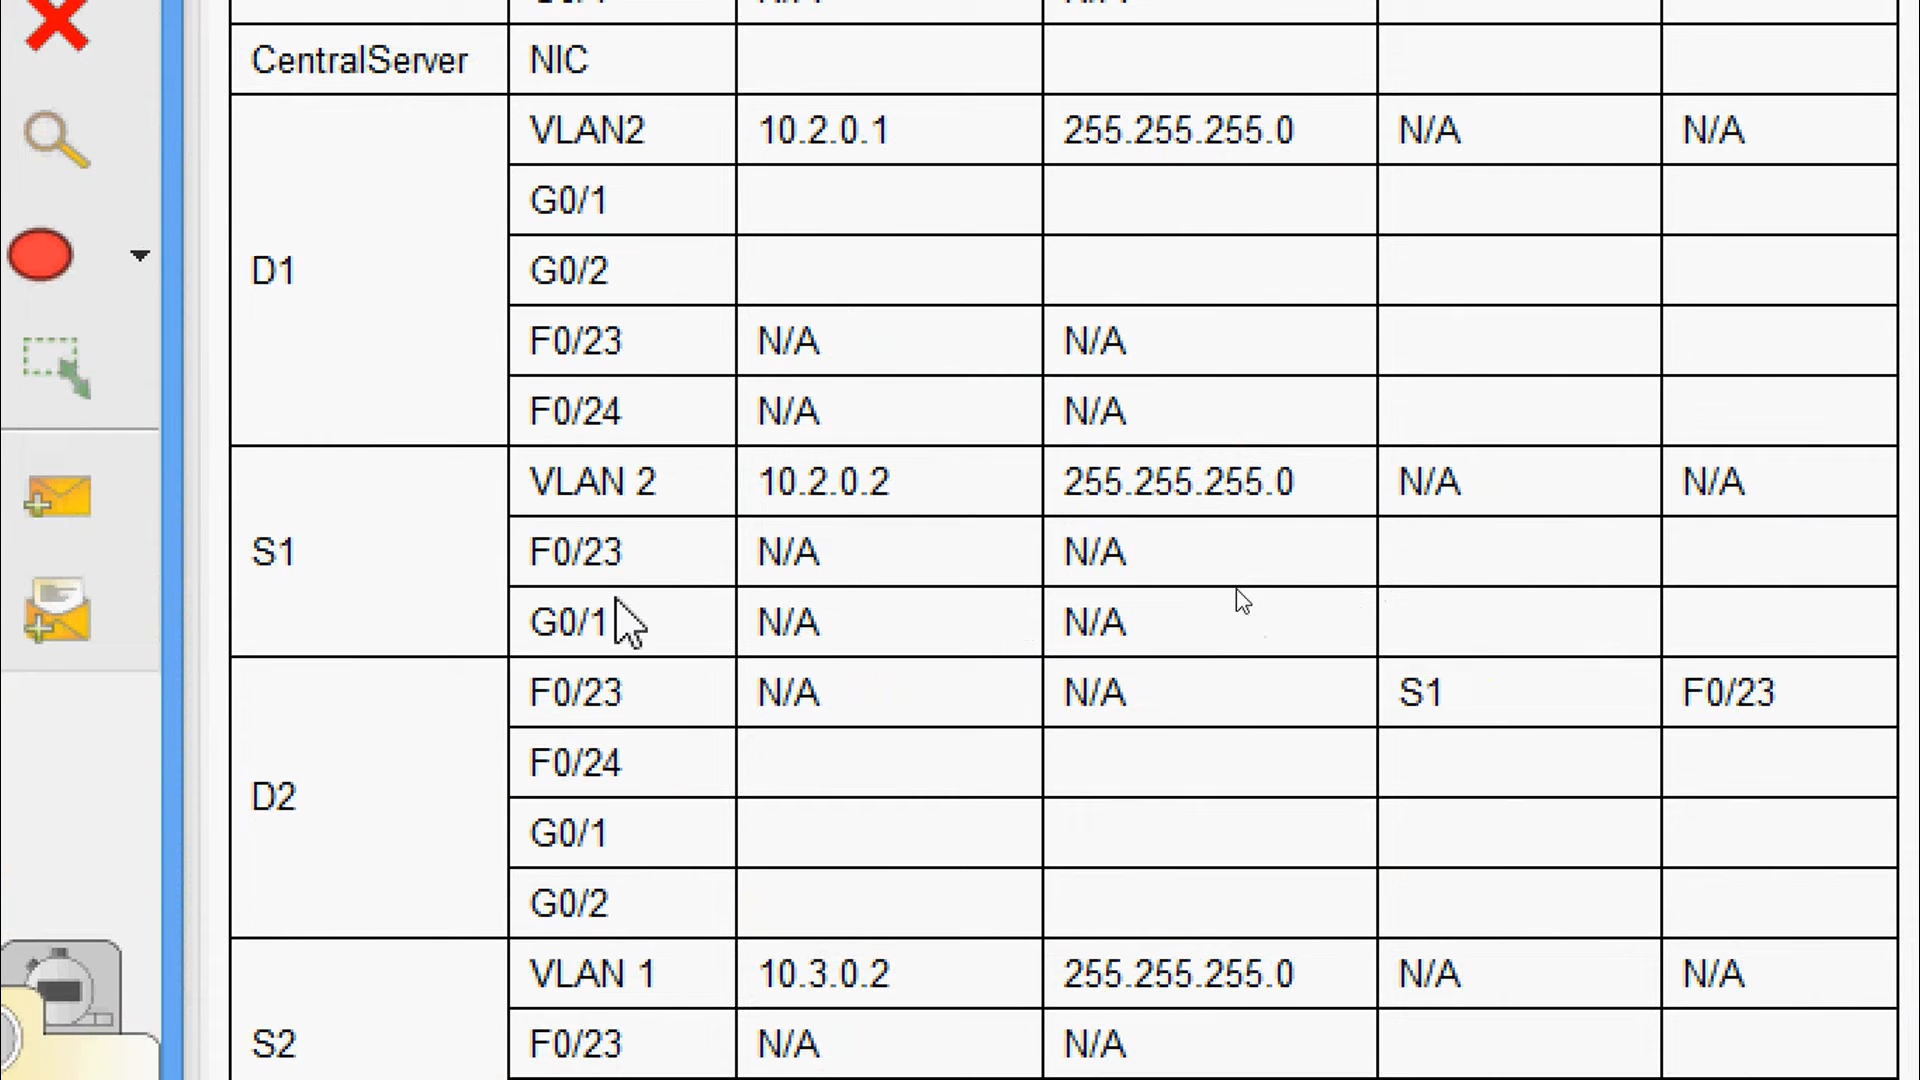 CentralServer NIC
D1 VLAN2 10.2.0.1 255.255.255.0 N/A N/A
G0/1
G0/2
F0/23 N/A N/A
F0/24 N/A N/A
S1 VLAN 2 10.2.0.2 255.255.255.0 N/A N/A
F0/23 N/A N/A
G0/1 N/A N/A
D2 F0/23 N/A N/A S1 F0/23
F0/24
G0/1
G0/2
S2 VLAN 1 10.3.0.2 255.255.255.0 N/A N/A
F0/23 N/A N/A